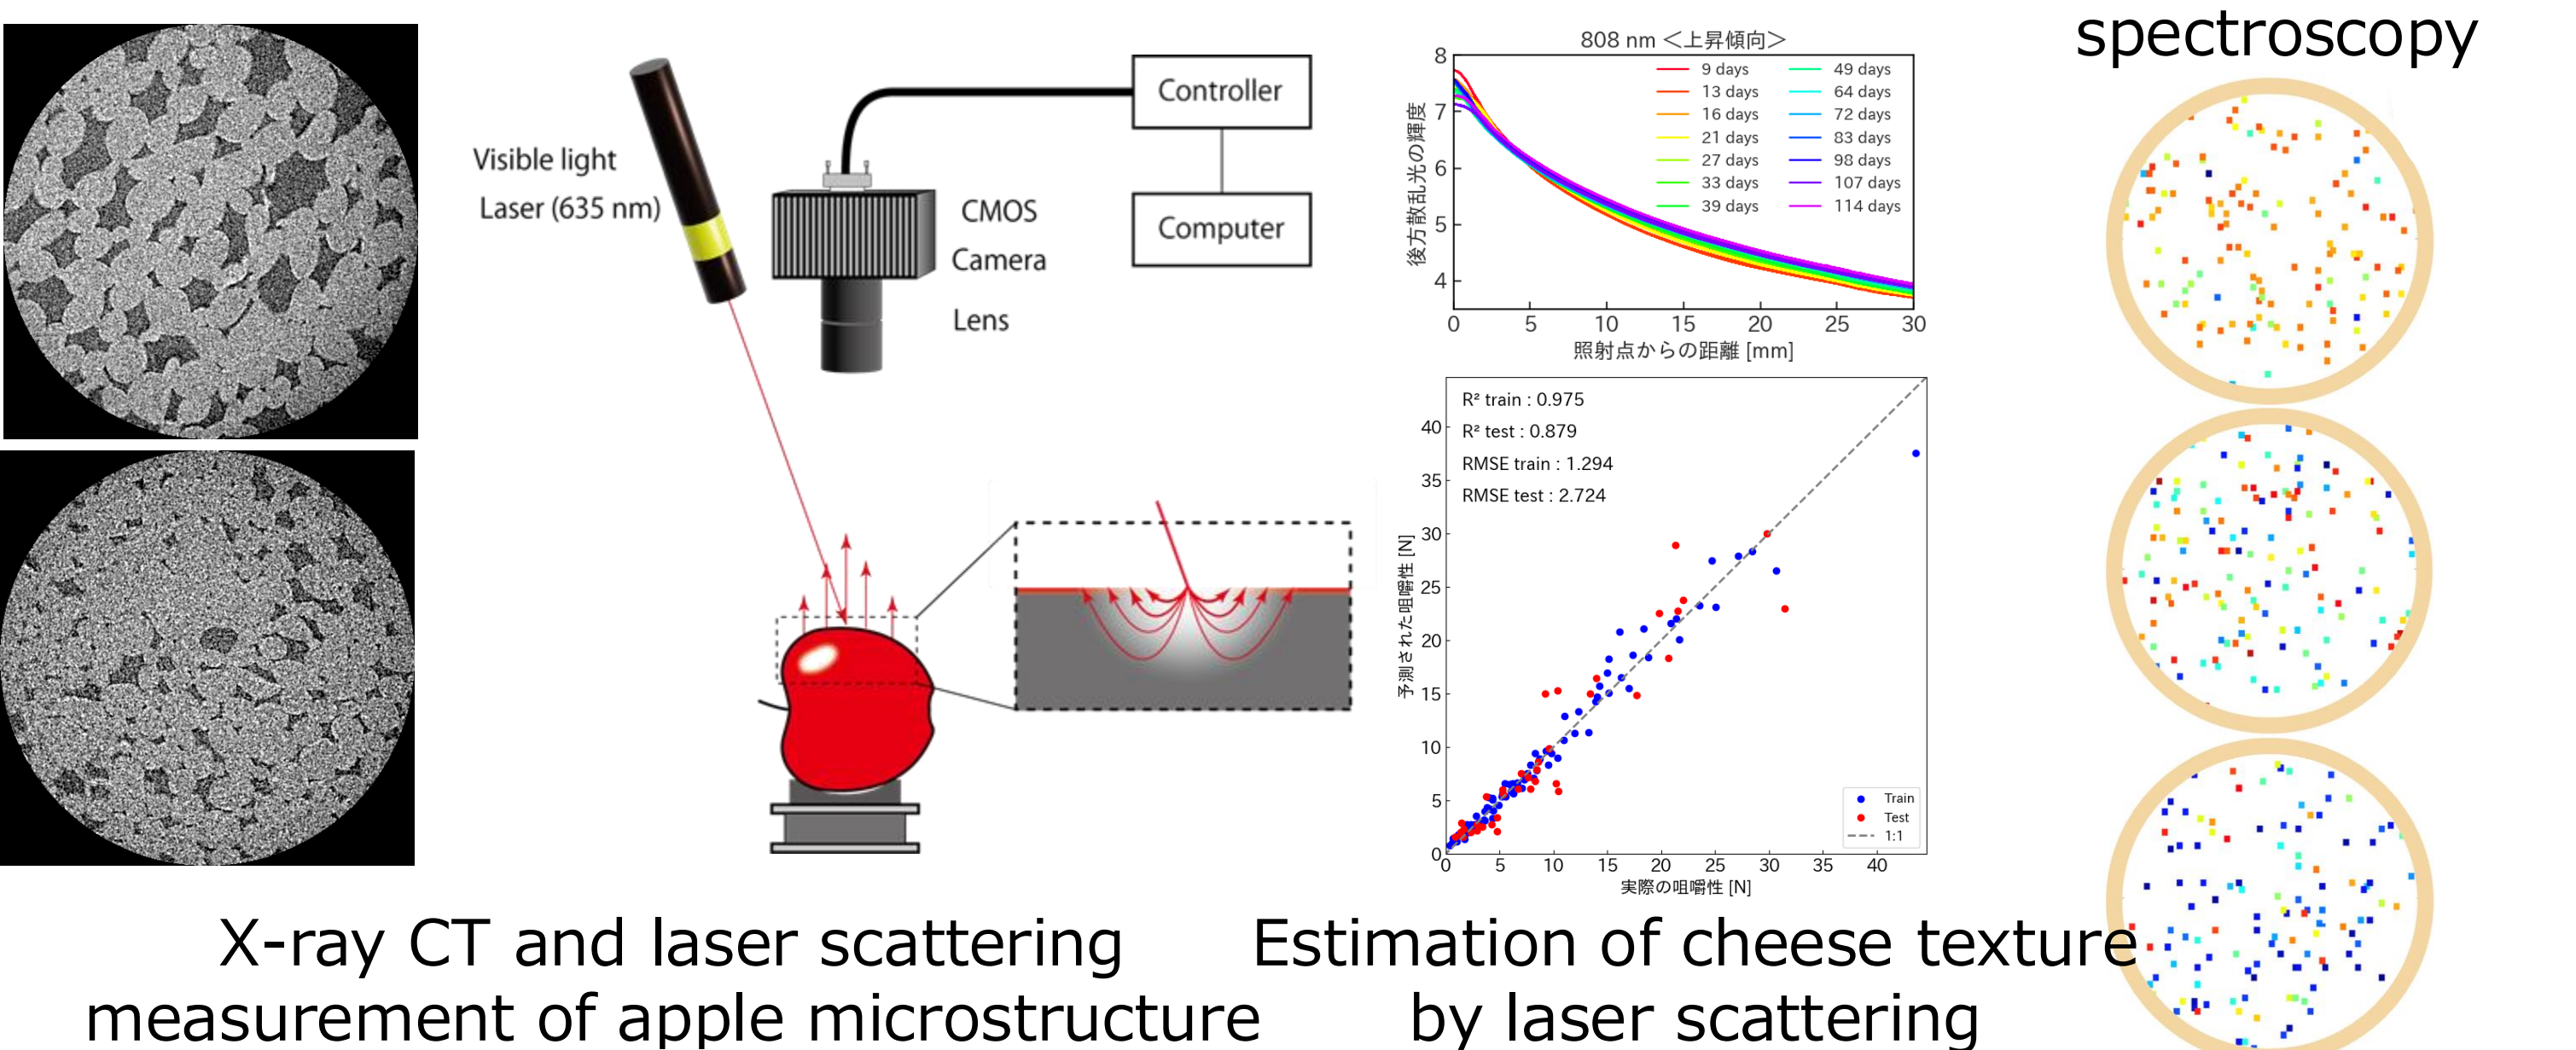 spectroscopy
Visible light
Laser (635 nm)
CMOS
Camera
Lens
Controller
Computer
808 nm ＜上昇傾向＞
後方散乱光の輝度
8
7
6
5
4
9 days
13 days
16 days
21 days
27 days
33 days
39 days
49 days
64 days
72 days
83 days
98 days
107 days
114 days
0 5 10 15 20 25 30
照射点からの距離 [mm]
R² train : 0.975
R² test : 0.879
RMSE train : 1.294
RMSE test : 2.724
予測された咀嚼性 [N]
40
35
30
25
20
15
10
5
0
Train
Test
1:1
0 5 10 15 20 25 30 35 40
実際の咀嚼性 [N]
X-ray CT and laser scattering
measurement of apple microstructure
Estimation of cheese texture
by laser scattering